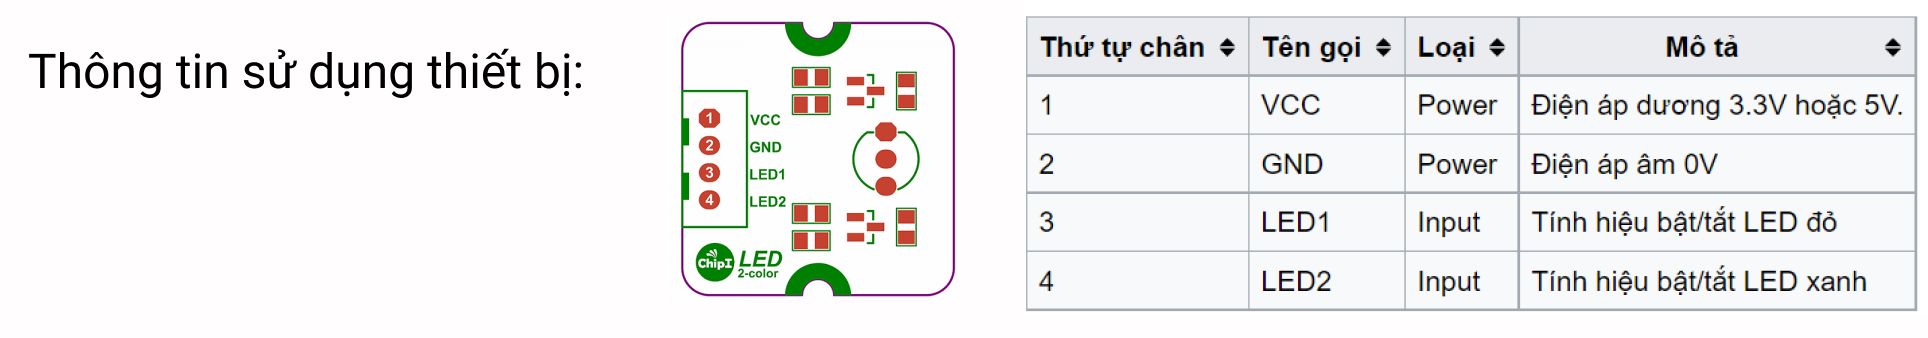 Thông tin sử dụng thiết bị:
1 VCC
2 GND
3 LED1
4 LED2
ChipI LED
2-color
Thứ tự chân Tên gọi Loại Mô tả
1 VCC Power Điện áp dương 3.3V hoặc 5V.
2 GND Power Điện áp âm 0V
3 LED1 Input Tính hiệu bật/tắt LED đỏ
4 LED2 Input Tính hiệu bật/tắt LED xanh